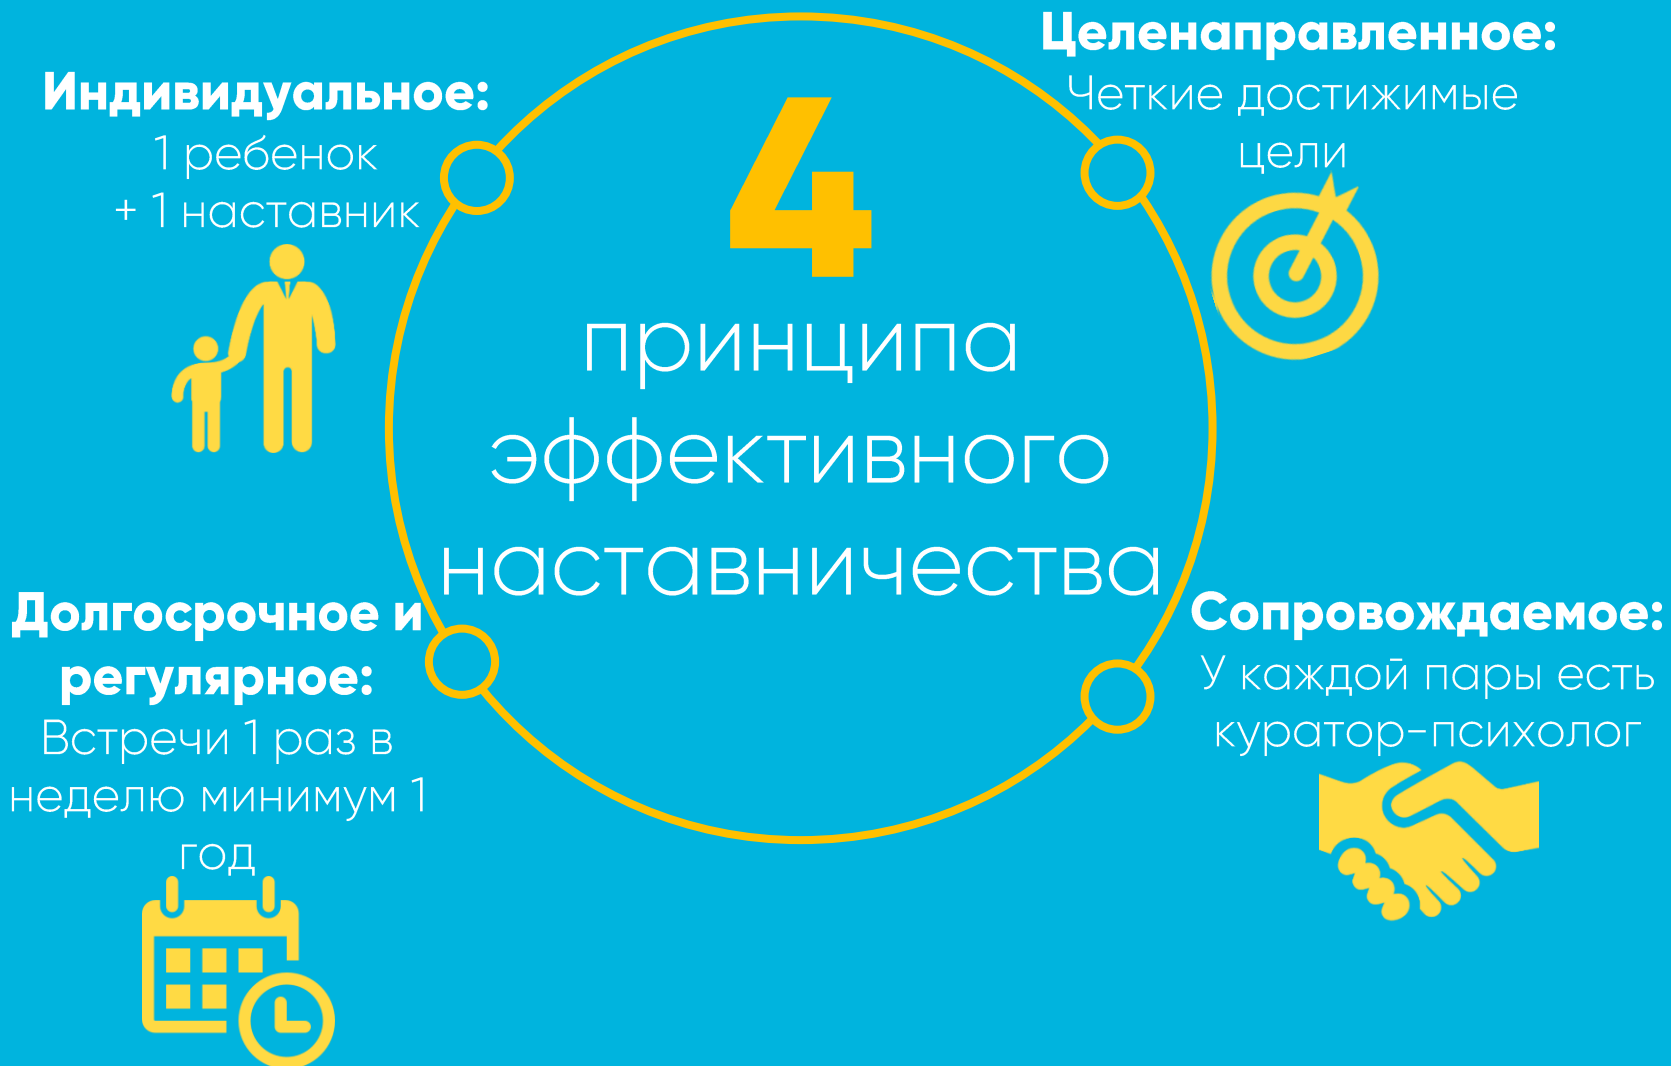 Индивидуальное:
1 ребенок
+ 1 наставник
Целенаправленное:
Четкие достижимые
цели
4
принципа
эффективного
наставничества
Долгосрочное и
регулярное:
Встречи 1 раз в
неделю минимум 1
год
Сопровождаемое:
У каждой пары есть
куратор-психолог